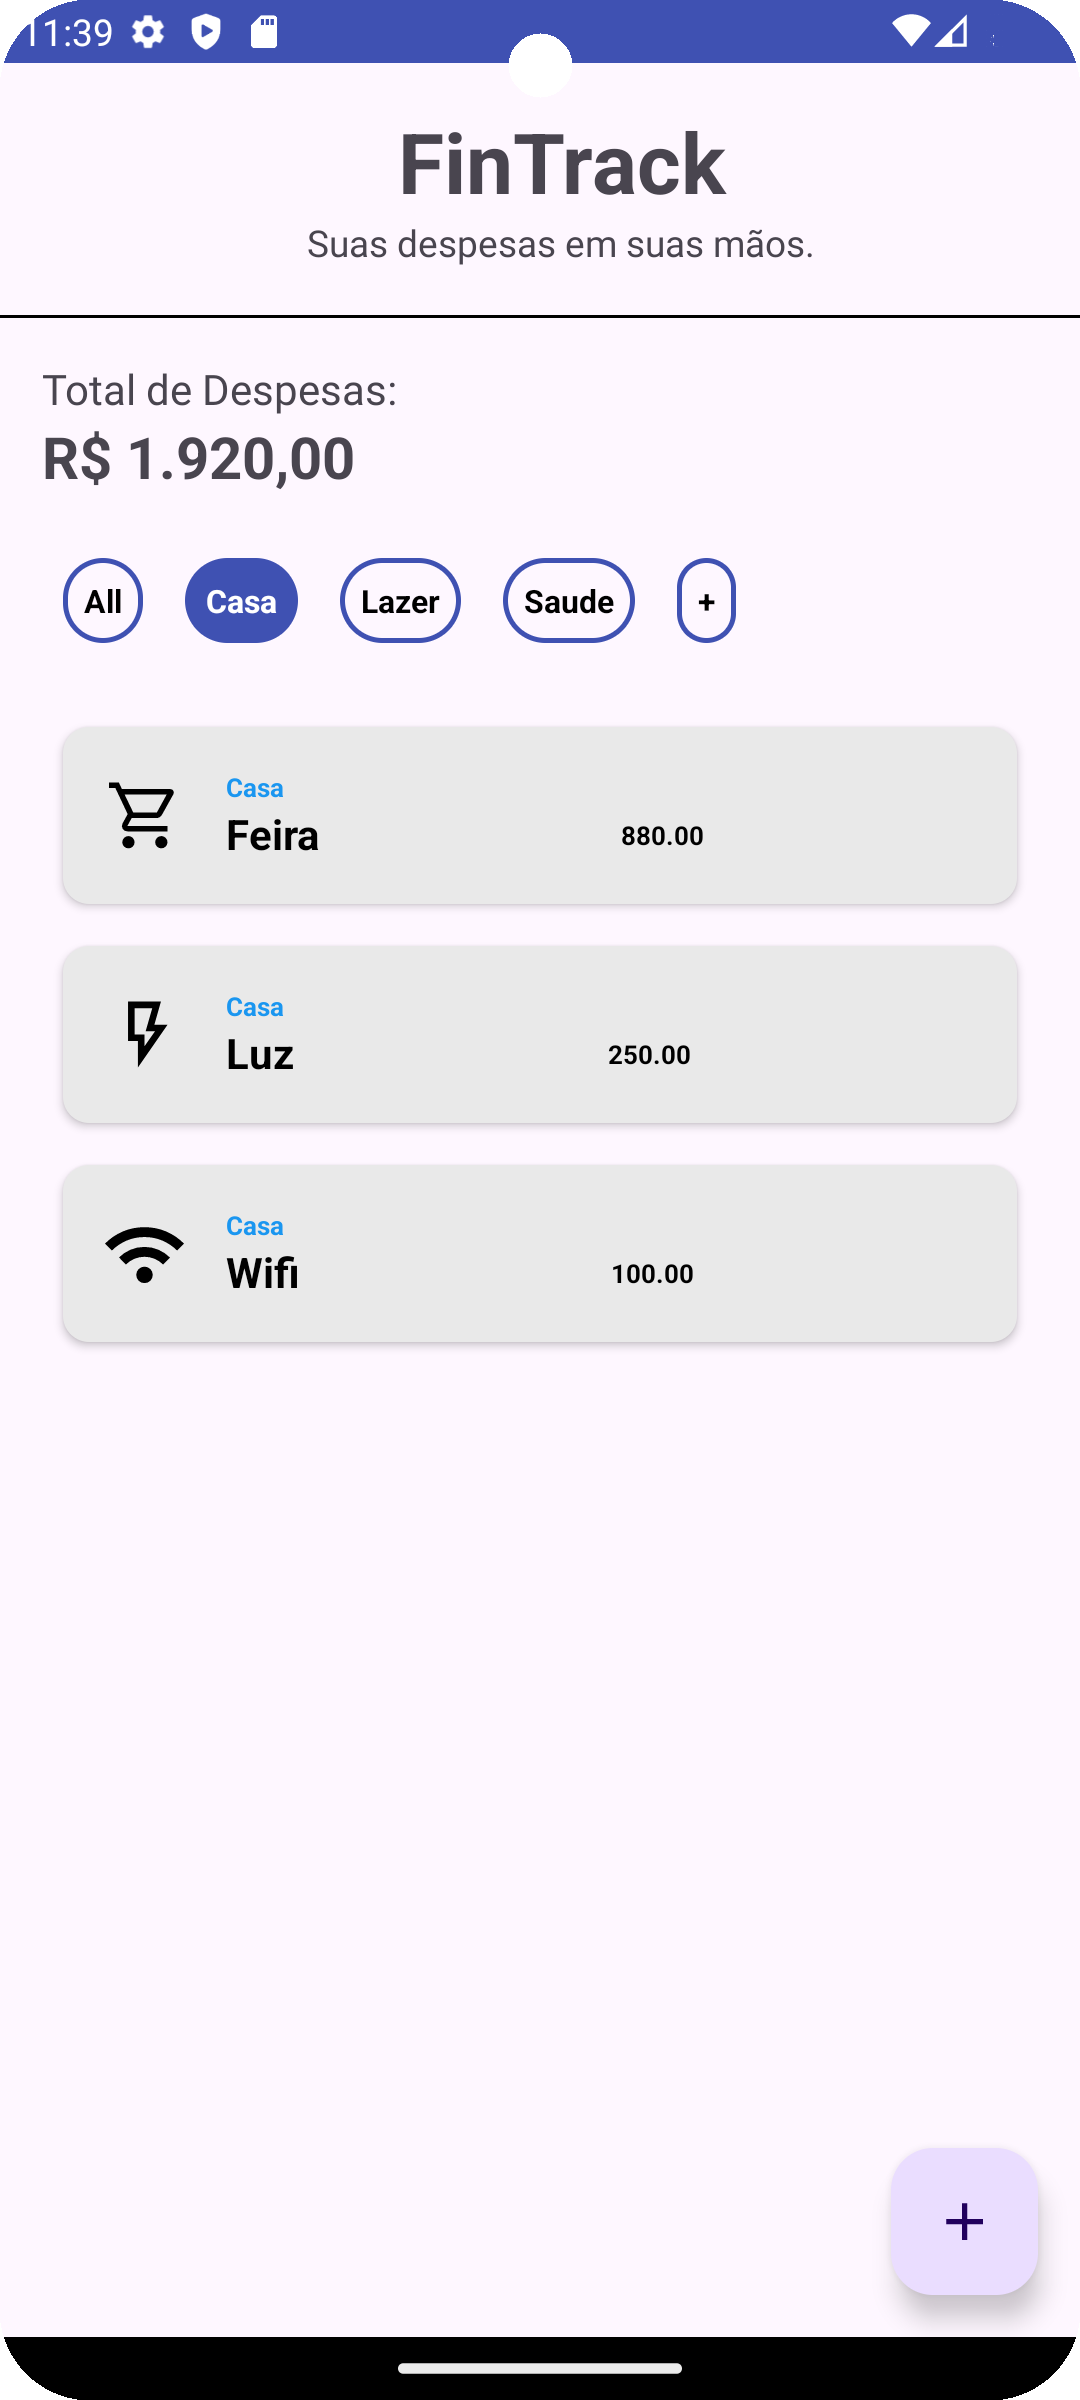 11:39
FinTrack
Suas despesas em suas mãos.
Total de Despesas:
R$ 1.920,00
All Casa Lazer Saude +
Casa
Feira 880.00
Casa
Luz 250.00
Casa
Wifi 100.00
+